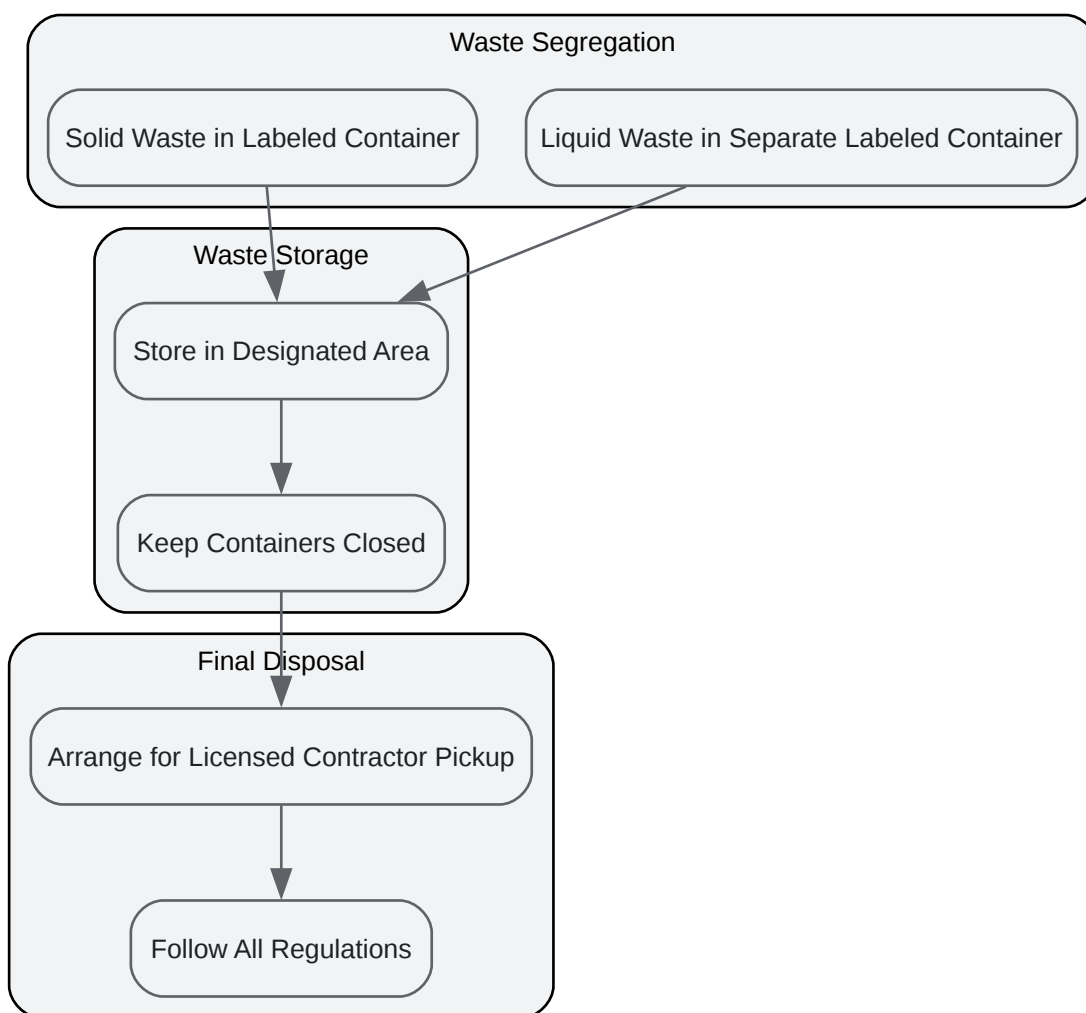 Waste Segregation
Solid Waste in Labeled Container
Liquid Waste in Separate Labeled Container
Waste Storage
Store in Designated Area
Keep Containers Closed
Final Disposal
Arrange for Licensed Contractor Pickup
Follow All Regulations